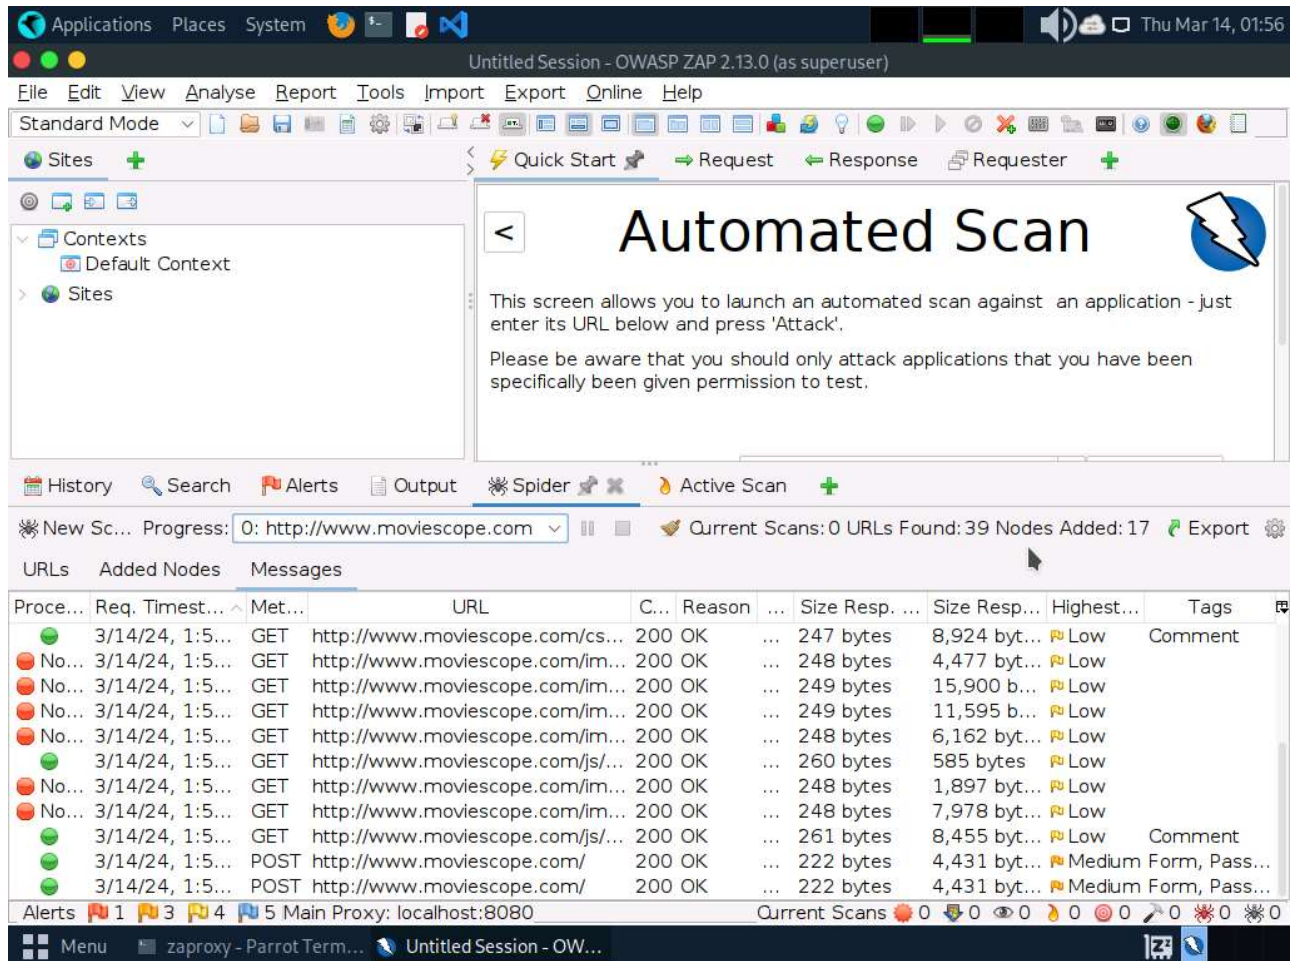 Applications Places System Thu Mar 14, 01:56
Untitled Session - OWASP ZAP 2.13.0 (as superuser)
File Edit View Analyse Report Tools Import Export Online Help
Standard Mode
Sites Quick Start Request Response Requester
Contexts
Default Context
Sites
<
Automated Scan
This screen allows you to launch an automated scan against an application - just
enter its URL below and press 'Attack'.
Please be aware that you should only attack applications that you have been
specifically been given permission to test.
History Search Alerts Output Spider Active Scan
New Sc... Progress: 0: http://www.moviescope.com Current Scans: 0 URLs Found: 39 Nodes Added: 17 Export
URLs Added Nodes Messages
Proce... Req. Timest... Met... URL C... Reason ... Size Resp. ... Size Resp... Highest... Tags
3/14/24, 1:5... GET http://www.moviescope.com/cs... 200 OK ... 247 bytes 8,924 byt... Low Comment
No... 3/14/24, 1:5... GET http://www.moviescope.com/im... 200 OK ... 248 bytes 4,477 byt... Low
No... 3/14/24, 1:5... GET http://www.moviescope.com/im... 200 OK ... 249 bytes 15,900 b... Low
No... 3/14/24, 1:5... GET http://www.moviescope.com/im... 200 OK ... 249 bytes 11,595 b... Low
No... 3/14/24, 1:5... GET http://www.moviescope.com/im... 200 OK ... 248 bytes 6,162 byt... Low
3/14/24, 1:5... GET http://www.moviescope.com/js/... 200 OK ... 260 bytes 585 bytes Low
No... 3/14/24, 1:5... GET http://www.moviescope.com/im... 200 OK ... 248 bytes 1,897 byt... Low
No... 3/14/24, 1:5... GET http://www.moviescope.com/im... 200 OK ... 248 bytes 7,978 byt... Low
3/14/24, 1:5... GET http://www.moviescope.com/js/... 200 OK ... 261 bytes 8,455 byt... Low Comment
3/14/24, 1:5... POST http://www.moviescope.com/ 200 OK ... 222 bytes 4,431 byt... Medium Form, Pass...
3/14/24, 1:5... POST http://www.moviescope.com/ 200 OK ... 222 bytes 4,431 byt... Medium Form, Pass...
Alerts 1 3 4 5 Main Proxy: localhost:8080 Current Scans 0 0 0 0 0 0 0 0
Menu zaproxy - Parrot Term... Untitled Session - OW...